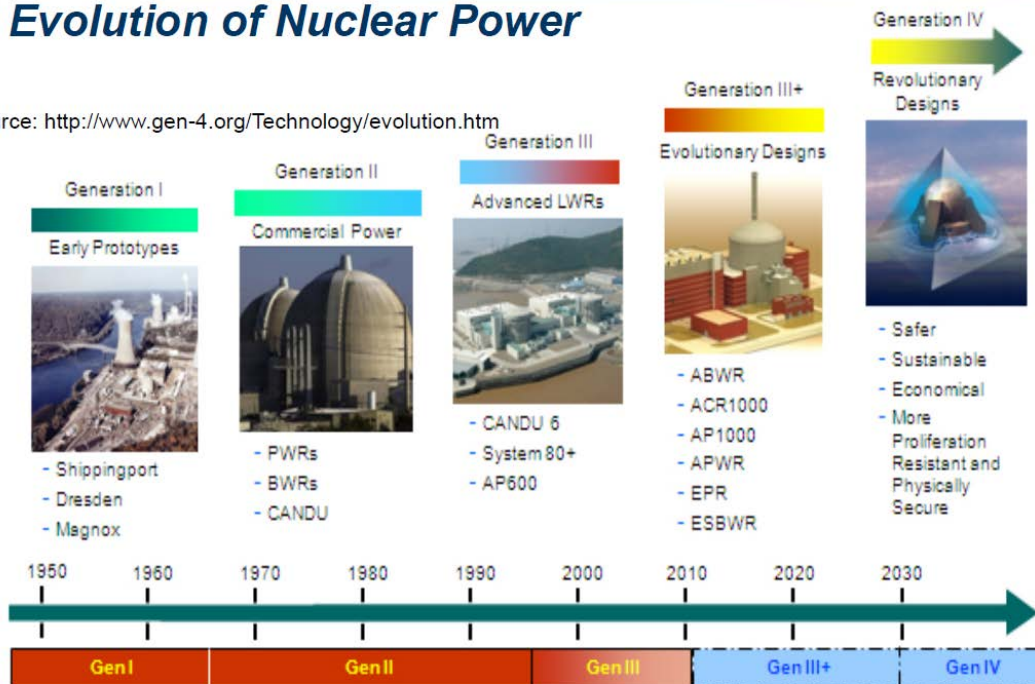 Evolution of Nuclear Power
rce: http://www.gen-4.org/Technology/evolution.htm
Generation I
Early Prototypes
- Shippingport
- Dresden
- Magnox
Generation II
Commercial Power
- PWRs
- BWRs
- CANDU
Generation III
Advanced LWRs
- CANDU 6
- System 80+
- AP600
Generation III+
Evolutionary Designs
- ABWR
- ACR1000
- AP1000
- APWR
- EPR
- ESBWR
Generation IV
Revolutionary
Designs
- Safer
- Sustainable
- Economical
- More
Proliferation
Resistant and
Physically
Secure
1950 1960 1970 1980 1990 2000 2010 2020 2030
Gen I Gen II Gen III Gen III+ Gen IV